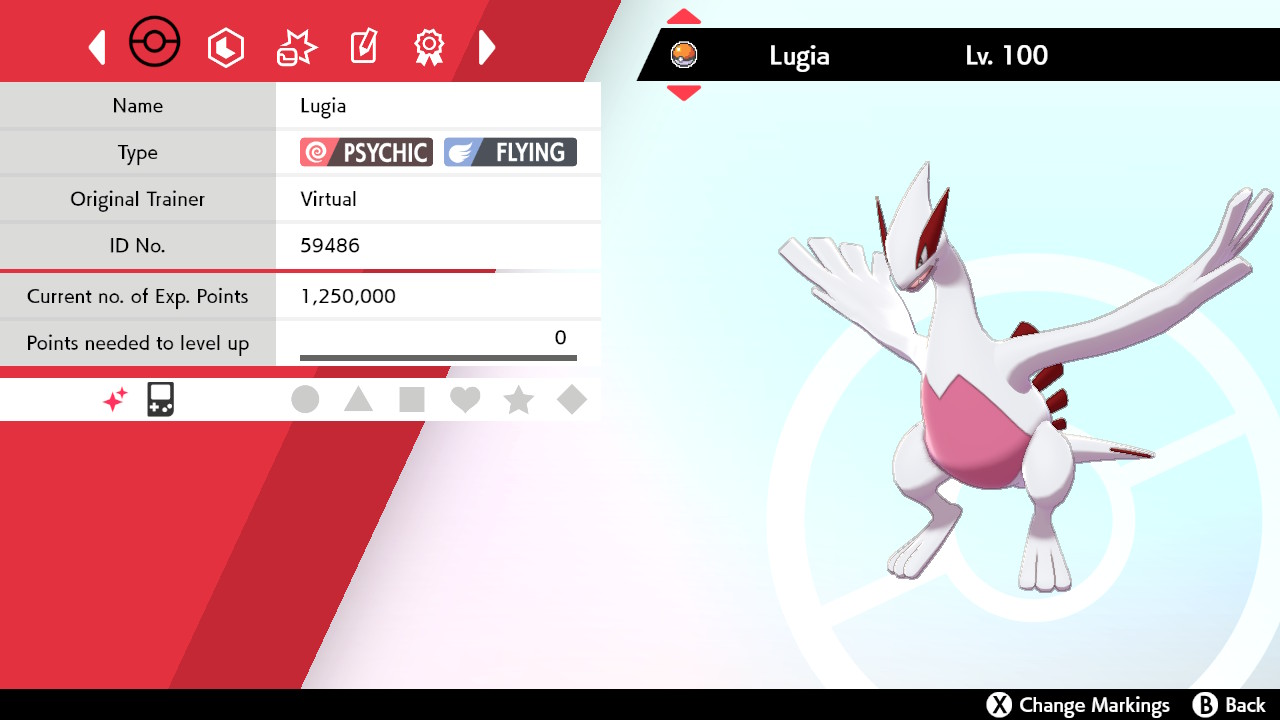 Lugia Lv. 100
Name Lugia
Type PSYCHIC FLYING
Original Trainer Virtual
ID No. 59486
Current no. of Exp. Points 1,250,000
Points needed to level up 0
X Change Markings B Back